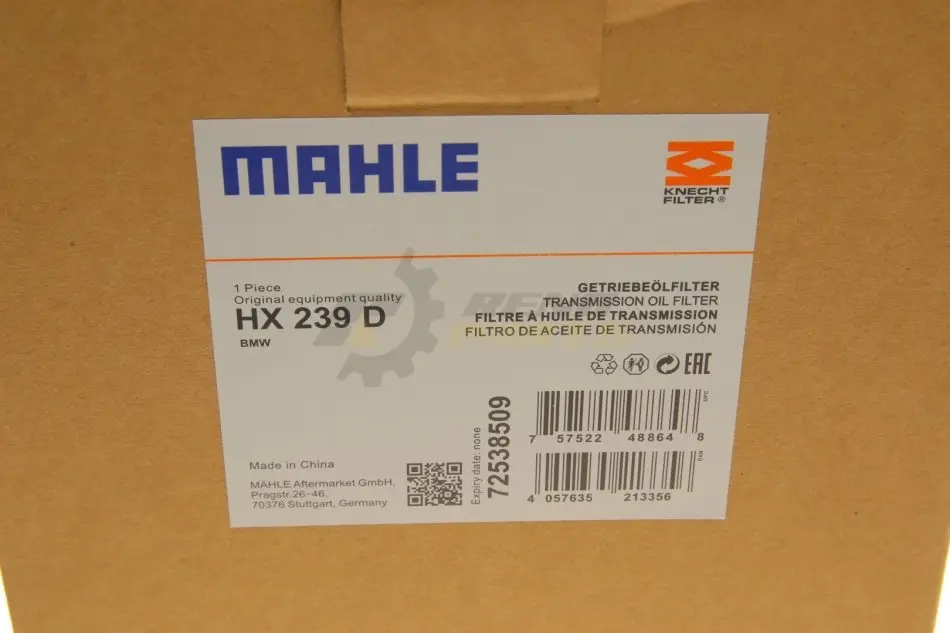 MAHLE
KNECHT
FILTER®
1 Piece
Original equipment quality
HX 239 D
BMW
GETRIEBEÖLFILTER
TRANSMISSION OIL FILTER
FILTRE À HUILE DE TRANSMISSION
FILTRO DE ACEITE DE TRANSMISIÓN
EAC
UPC
7 57522 48864 8
EAN
4 057635 213356
Expiry date: none
72538509
Made in China
MAHLE Aftermarket GmbH,
Pragstr.26-46,
70376 Stuttgart, Germany